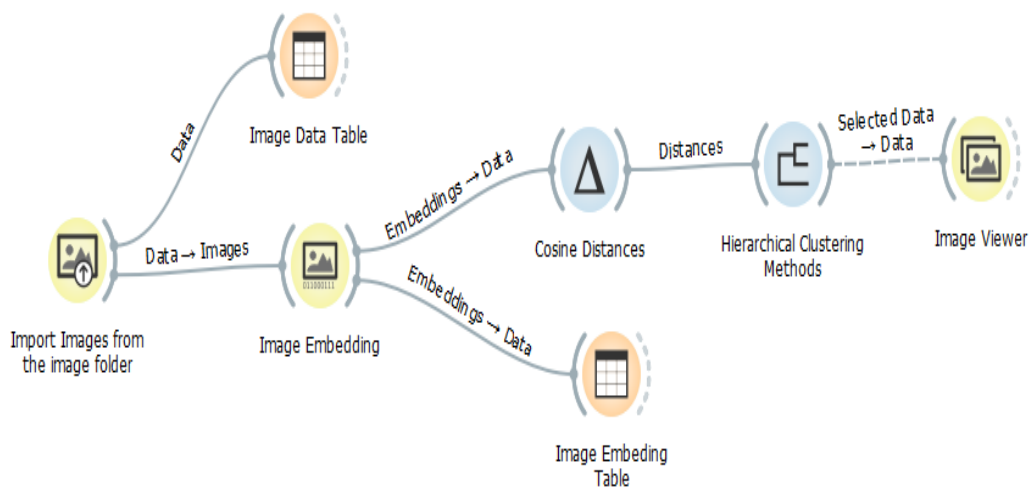 Image Data Table
Data
Data → Images
Import Images from
the image folder
011000111
Image Embedding
Embeddings → Data
Embeddings → Data
Cosine Distances
Distances
Hierarchical Clustering
Methods
Selected Data
→ Data
Image Viewer
Image Embeding
Table